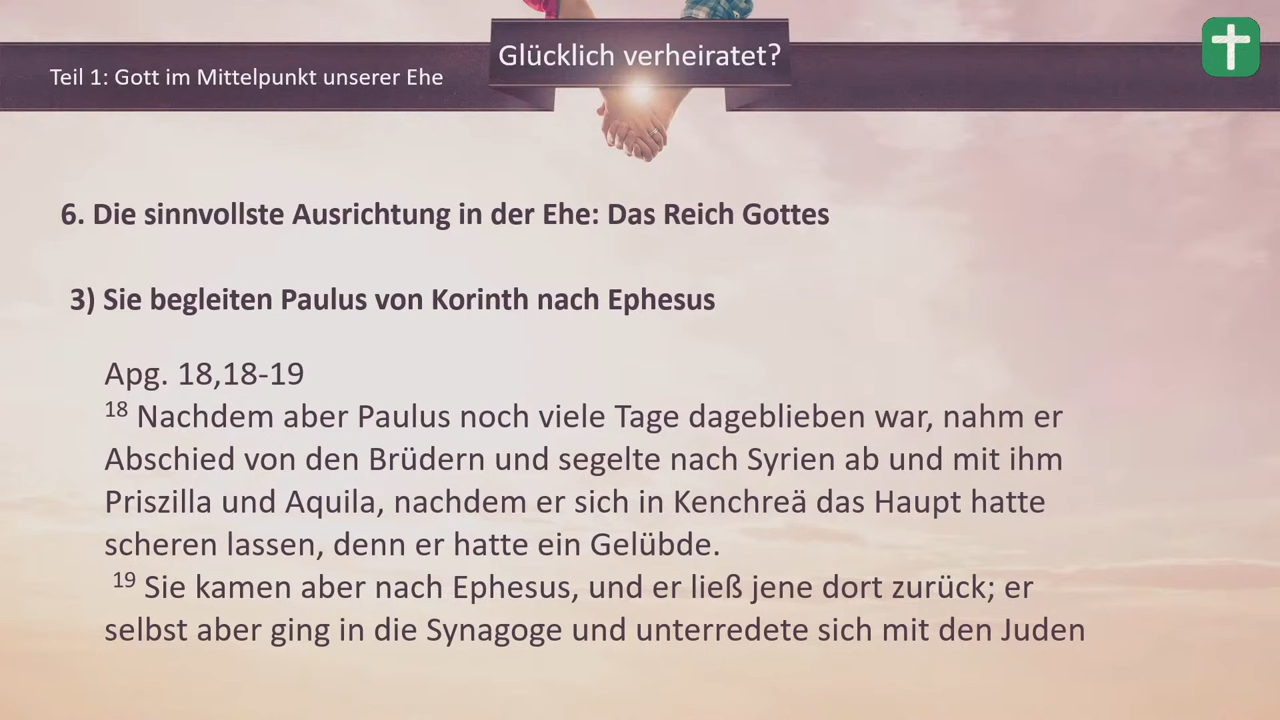 Glücklich verheiratet?
Teil 1: Gott im Mittelpunkt unserer Ehe
6. Die sinnvollste Ausrichtung in der Ehe: Das Reich Gottes
3) Sie begleiten Paulus von Korinth nach Ephesus
Apg. 18,18-19
18 Nachdem aber Paulus noch viele Tage dageblieben war, nahm er
Abschied von den Brüdern und segelte nach Syrien ab und mit ihm
Priszilla und Aquila, nachdem er sich in Kenchreä das Haupt hatte
scheren lassen, denn er hatte ein Gelübde.
19 Sie kamen aber nach Ephesus, und er ließ jene dort zurück; er
selbst aber ging in die Synagoge und unterredete sich mit den Juden